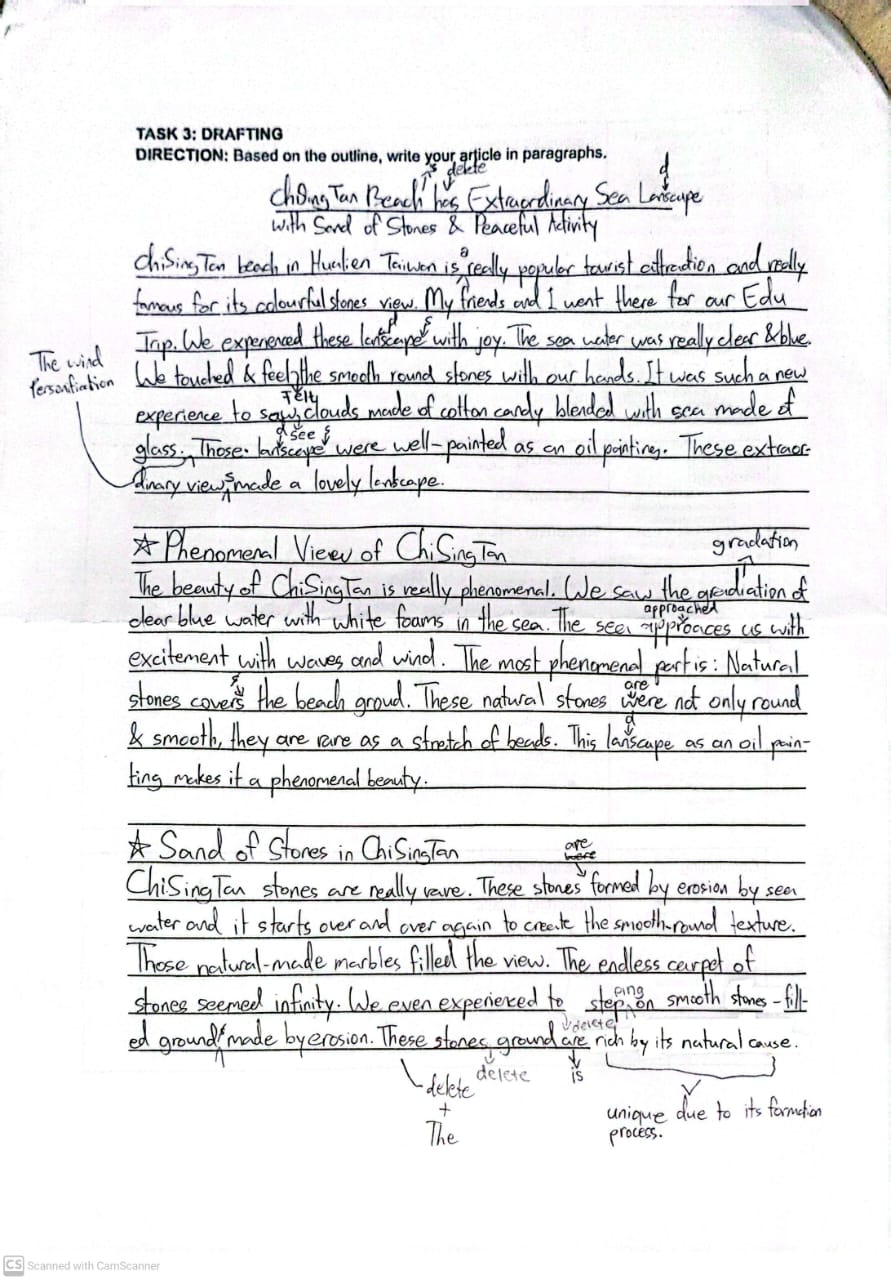 TASK 3: DRAFTING
DIRECTION: Based on the outline, write your article in paragraphs.
's delete d
ChiSingTan Beach has Extraordinary Sea Lanscape
with Sand of Stones & Peaceful Activity
a
ChiSingTan beach in Hualien Taiwan is really popular tourist attraction and really
famous for its colourful stones view. My friends and I went there for our Edu
d s
Trip. We experienced these lanscape with joy. The sea water was really clear & blue.
The wind
Personfiation
We touched & feel the smooth round stones with our hands. It was such a new
Felt
experience to saw clouds made of cotton candy blended with sea made of
d see s
glass. Those lanscape were well-painted as an oil painting. These extraor-
s
dinary view, made a lovely lanscape.
☆ Phenomenal View of ChiSingTan
gradation
The beauty of ChiSingTan is really phenomenal. We saw the gradiation of
approached
clear blue water with white foams in the sea. The sea approaces us with
excitement with waves and wind. The most phenomenal part is: Natural
s are
stones covers the beach groud. These natural stones were not only round
d
& smooth, they are rare as a stretch of beads. This lanscape as an oil pain-
ting makes it a phenomenal beauty.
☆ Sand of Stones in ChiSingTan
are
were
ChiSingTan stones are really rare. These stones formed by erosion by sea
water and it starts over and over again to create the smooth-round texture.
Those natural-made marbles filled the view. The endless carpet of
ping
stones seemed infinity. We even experienced to step on smooth stones-fill-
delete
ed ground made by erosion. These stones ground are rich by its natural cause.
delete
+
The
delete
is
unique due to its formation
process.
CS Scanned with CamScanner